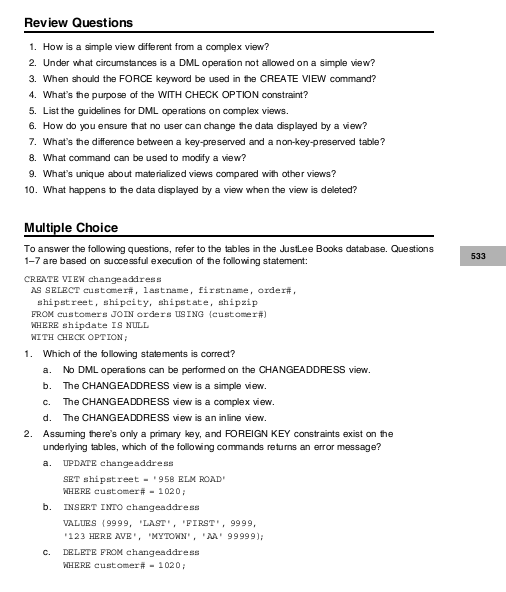 Review Questions
1. How is a simple view different from a complex view?
2. Under what circumstances is a DML operation not allowed on a simple view?
3. When should the FORCE keyword be used in the CREATE VIEW command?
4. What's the purpose of the WITH CHECK OPTION constraint?
5. List the guidelines for DML operations on complex views.
6. How do you ensure that no user can change the data displayed by a view?
7. What's the difference between a key-preserved and a non-key-preserved table?
8. What command can be used to modify a view?
9. What's unique about materialized views compared with other views?
10. What happens to the data displayed by a view when the view is deleted?
Multiple Choice
To answer the following questions, refer to the tables in the JustLee Books database. Questions
1–7 are based on successful execution of the following statement:
533
CREATE VIEW changeaddress
AS SELECT customer#, lastname, firstname, order#,
shipstreet, shipcity, shipstate, shipzip
FROM customers JOIN orders USING (customer#)
WHERE shipdate IS NULL
WITH CHECK OPTION;
1. Which of the following statements is correct?
a. No DML operations can be performed on the CHANGEADDRESS view.
b. The CHANGEADDRESS view is a simple view.
c. The CHANGEADDRESS view is a complex view.
d. The CHANGEADDRESS view is an inline view.
2. Assuming there's only a primary key, and FOREIGN KEY constraints exist on the
underlying tables, which of the following commands returns an error message?
a. UPDATE changeaddress
SET shipstreet = '958 ELM ROAD'
WHERE customer# = 1020;
b. INSERT INTO changeaddress
VALUES (9999, 'LAST', 'FIRST', 9999,
'123 HERE AVE', 'MYTOWN', 'AA' 99999);
c. DELETE FROM changeaddress
WHERE customer# = 1020;